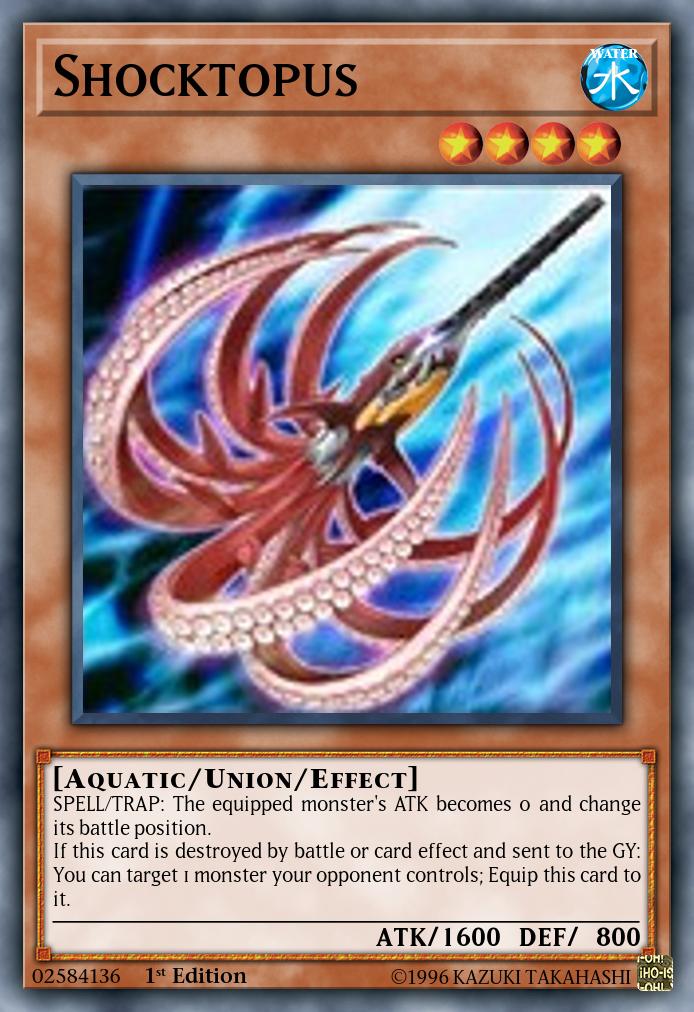 SHOCKTOPUS
WATER
水
[AQUATIC/UNION/EFFECT]
SPELL/TRAP: The equipped monster's ATK becomes 0 and change
its battle position.
If this card is destroyed by battle or card effect and sent to the GY:
You can target 1 monster your opponent controls; Equip this card to
it.
ATK/1600 DEF/ 800
02584136 1st Edition ©1996 KAZUKI TAKAHASHI